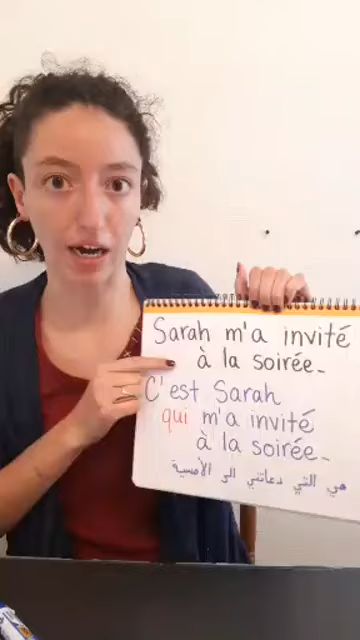 Sarah m'a invité
à la soirée.
C'est Sarah
qui m'a invité
à la soirée.
هي التي دعاتني الى الأمسية